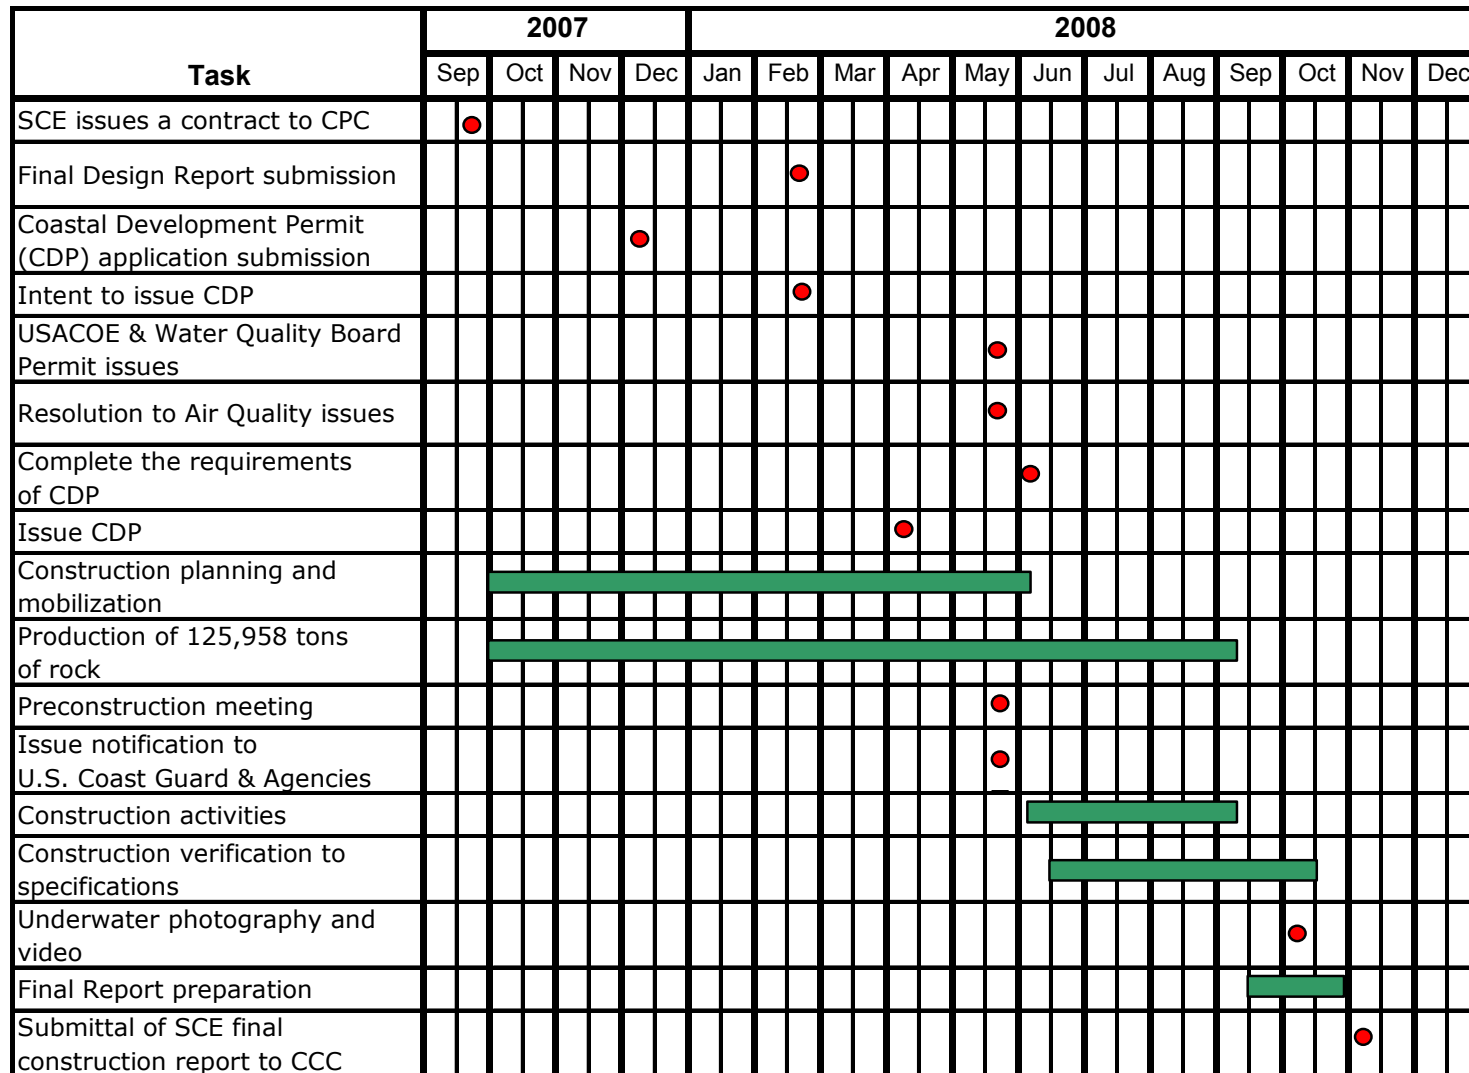 2007 2008
Task Sep Oct Nov Dec Jan Feb Mar Apr May Jun Jul Aug Sep Oct Nov Dec
SCE issues a contract to CPC
Final Design Report submission
Coastal Development Permit
(CDP) application submission
Intent to issue CDP
USACOE & Water Quality Board
Permit issues
Resolution to Air Quality issues
Complete the requirements
of CDP
Issue CDP
Construction planning and
mobilization
Production of 125,958 tons
of rock
Preconstruction meeting
Issue notification to
U.S. Coast Guard & Agencies
Construction activities
Construction verification to
specifications
Underwater photography and
video
Final Report preparation
Submittal of SCE final
construction report to CCC